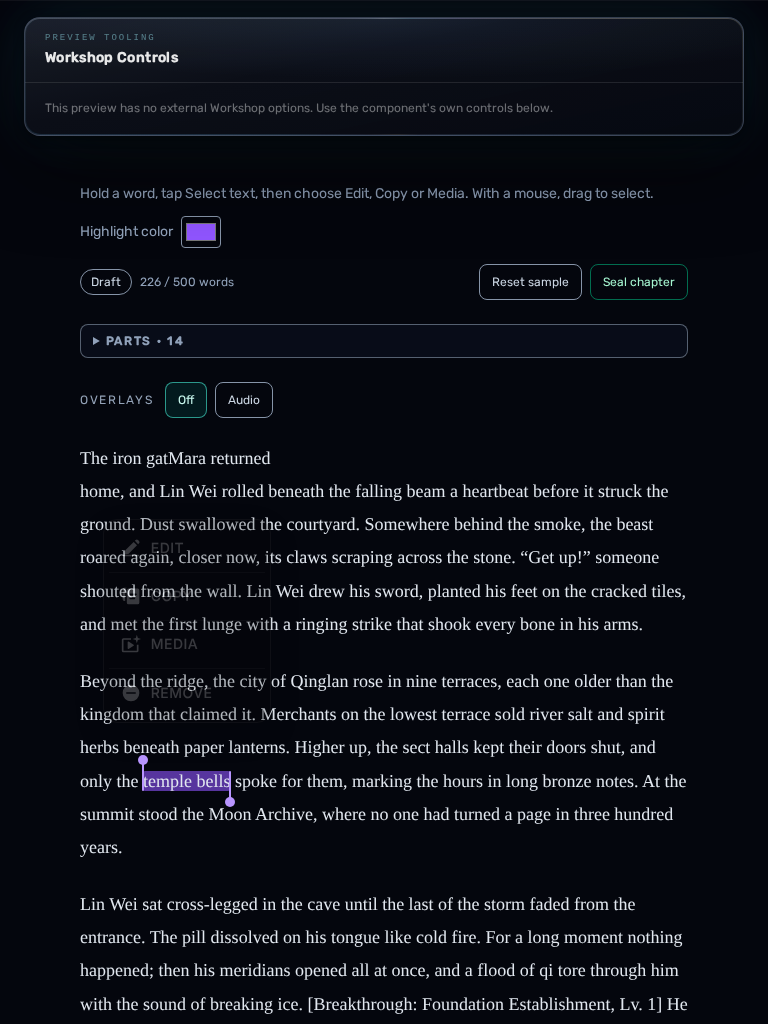 PREVIEW TOOLING
Workshop Controls
This preview has no external Workshop options. Use the component's own controls below.
Hold a word, tap Select text, then choose Edit, Copy or Media. With a mouse, drag to select.
Highlight color
Draft 226 / 500 words Reset sample Seal chapter
PARTS • 14
OVERLAYS Off Audio
The iron gatMara returned
home, and Lin Wei rolled beneath the falling beam a heartbeat before it struck the
ground. Dust swallowed the courtyard. Somewhere behind the smoke, the beast
EDIT
roared again, closer now, its claws scraping across the stone. “Get up!” someone
shouted from the wall. Lin Wei drew his sword, planted his feet on the cracked tiles,
COPY
and met the first lunge with a ringing strike that shook every bone in his arms.
MEDIA
Beyond the ridge, the city of Qinglan rose in nine terraces, each one older than the
REMOVE
kingdom that claimed it. Merchants on the lowest terrace sold river salt and spirit
herbs beneath paper lanterns. Higher up, the sect halls kept their doors shut, and
only the temple bells spoke for them, marking the hours in long bronze notes. At the
summit stood the Moon Archive, where no one had turned a page in three hundred
years.
Lin Wei sat cross-legged in the cave until the last of the storm faded from the
entrance. The pill dissolved on his tongue like cold fire. For a long moment nothing
happened; then his meridians opened all at once, and a flood of qi tore through him
with the sound of breaking ice. [Breakthrough: Foundation Establishment, Lv. 1] He